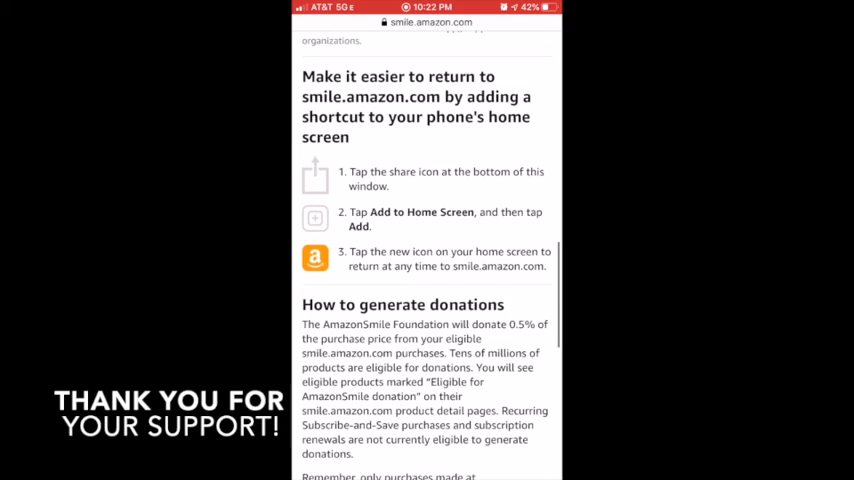 AT&T 5GE 10:22 PM 42%
smile.amazon.com
organizations.
Make it easier to return to
smile.amazon.com by adding a
shortcut to your phone's home
screen
1. Tap the share icon at the bottom of this
window.
2. Tap Add to Home Screen, and then tap
Add.
3. Tap the new icon on your home screen to
return at any time to smile.amazon.com.
How to generate donations
The AmazonSmile Foundation will donate 0.5% of
the purchase price from your eligible
smile.amazon.com purchases. Tens of millions of
products are eligible for donations. You will see
eligible products marked “Eligible for
AmazonSmile donation” on their
smile.amazon.com product detail pages. Recurring
Subscribe-and-Save purchases and subscription
renewals are not currently eligible to generate
donations.
Remember, only purchases made at
THANK YOU FOR
YOUR SUPPORT!